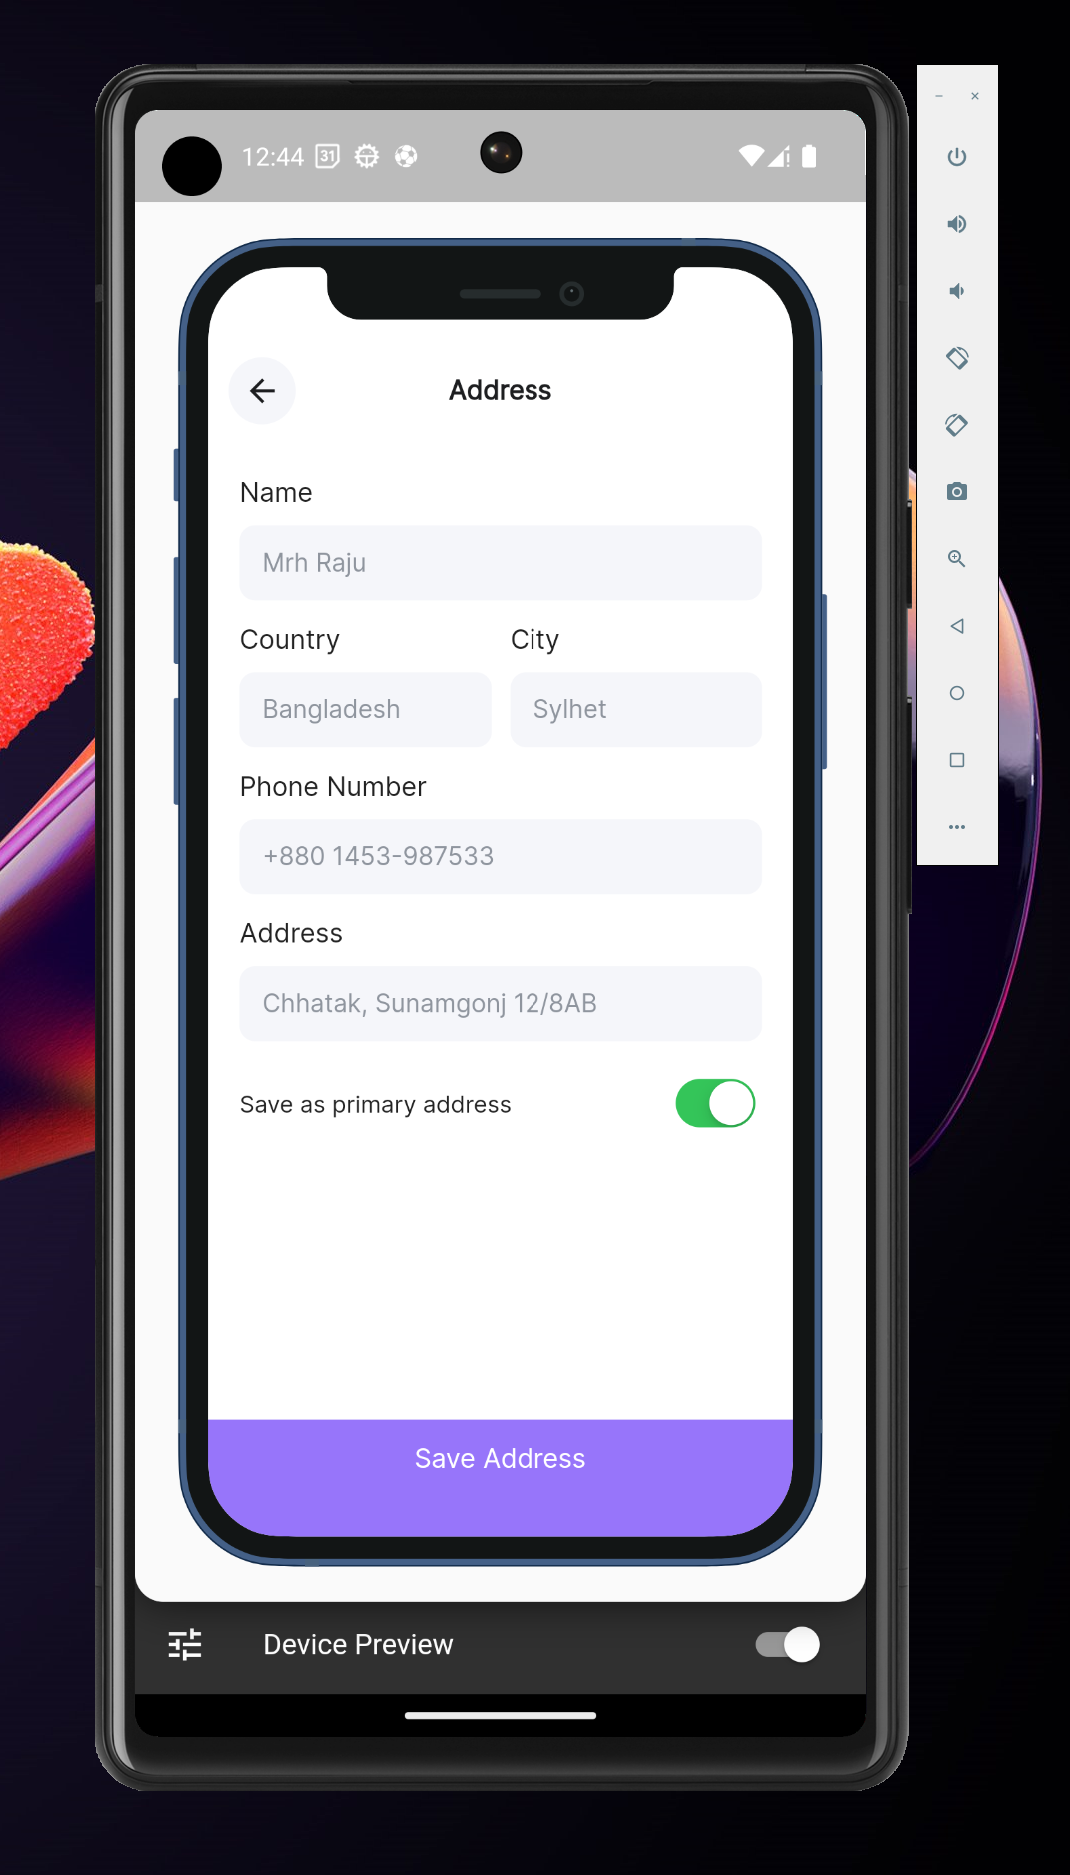 12:44 31
Address
Name
Mrh Raju
Country City
Bangladesh Sylhet
Phone Number
+880 1453-987533
Address
Chhatak, Sunamgonj 12/8AB
Save as primary address
Save Address
Device Preview